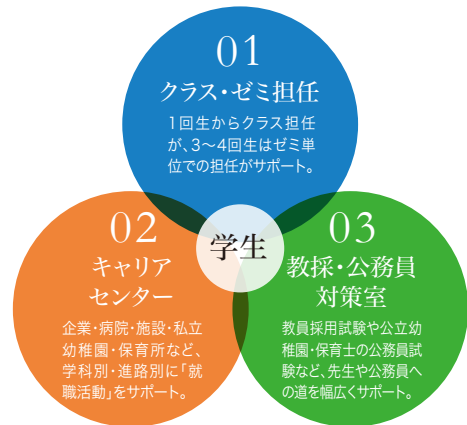 01
クラス・ゼミ担任
1回生からクラス担任
が、3〜4回生はゼミ単
位での担任がサポート。
学生
02
キャリア
センター
企業・病院・施設・私立
幼稚園・保育所など、
学科別・進路別に「就
職活動」をサポート。
03
教採・公務員
対策室
教員採用試験や公立幼
稚園・保育士の公務員試
験など、先生や公務員へ
の道を幅広くサポート。